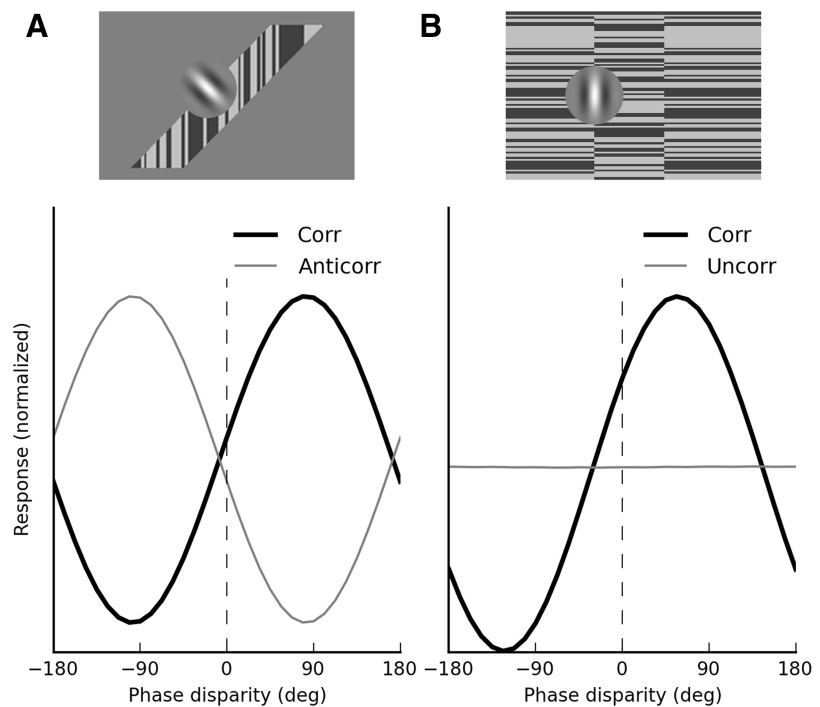 A
B
Corr
Anticorr
Corr
Uncorr
Response (normalized)
−180
−90
0
90
180
−180
−90
0
90
180
Phase disparity (deg)
Phase disparity (deg)